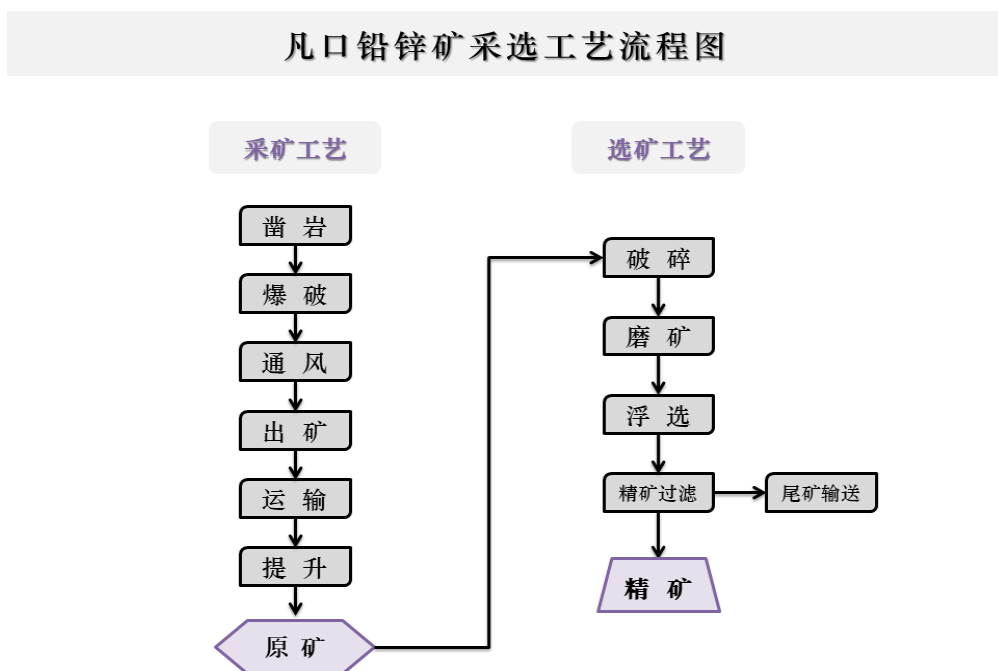 凡口铅锌矿采选工艺流程图
采矿工艺
凿 岩
爆 破
通 风
出 矿
运 输
提 升
原 矿
选矿工艺
破 碎
磨 矿
浮 选
精矿过滤
尾矿输送
精 矿